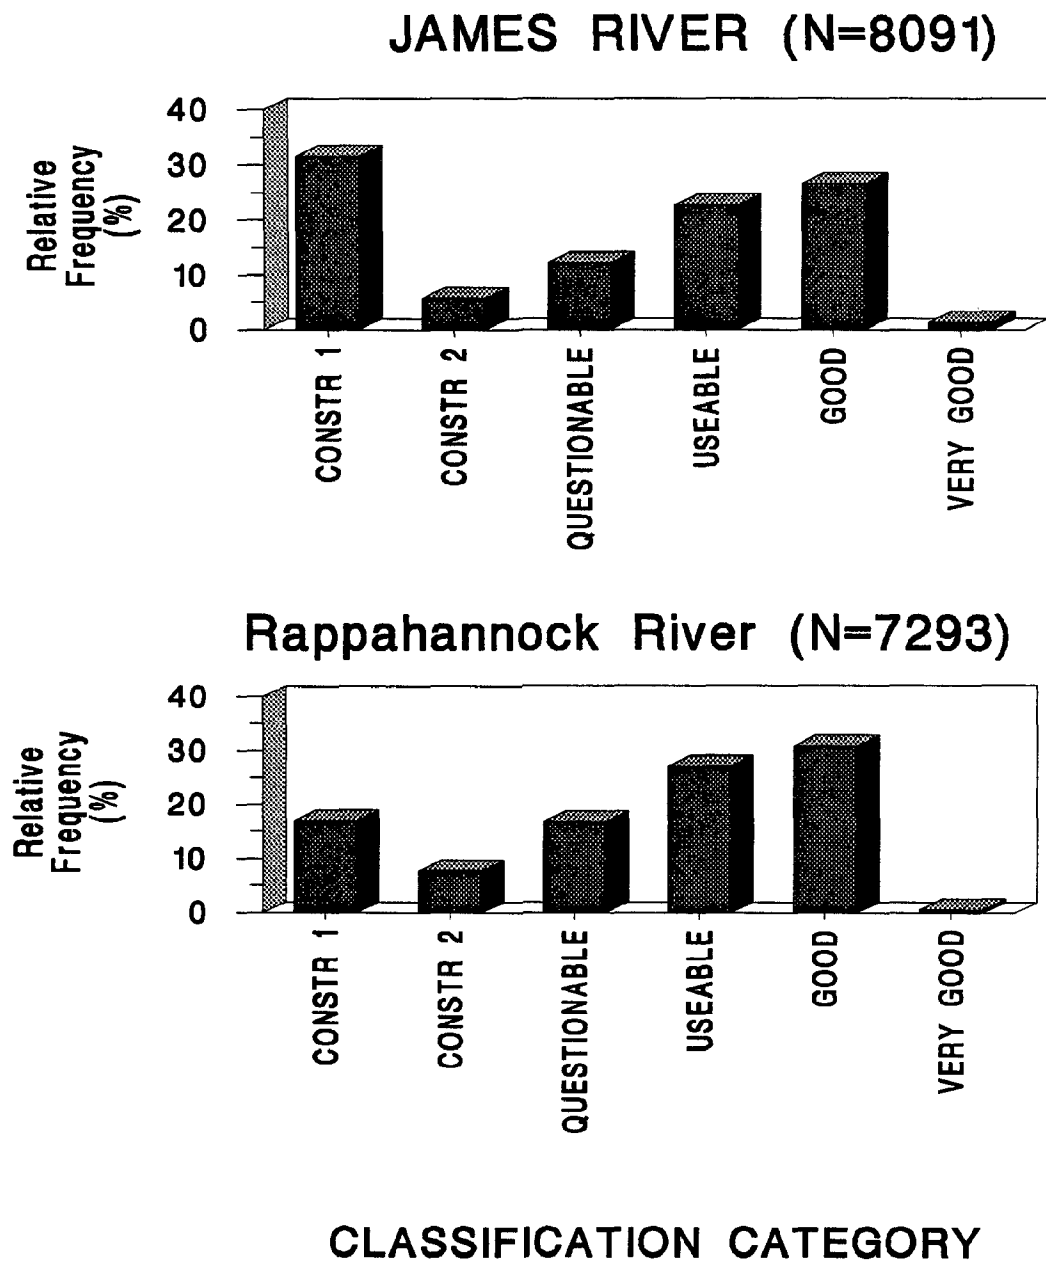 JAMES RIVER (N=8091)
Relative
Frequency
(%)
40
30
20
10
0
CONSTR 1
CONSTR 2
QUESTIONABLE
USEABLE
GOOD
VERY GOOD
Rappahannock River (N=7293)
Relative
Frequency
(%)
40
30
20
10
0
CONSTR 1
CONSTR 2
QUESTIONABLE
USEABLE
GOOD
VERY GOOD
CLASSIFICATION CATEGORY